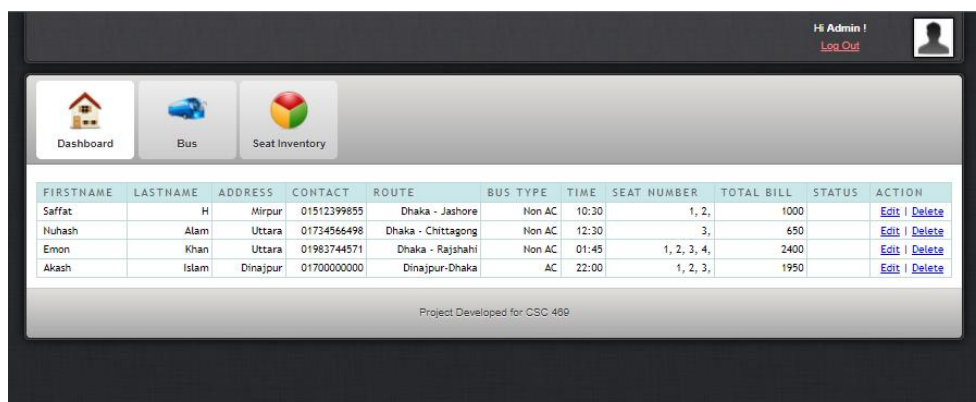 Hi Admin !
Log Out
Dashboard Bus Seat Inventory
FIRSTNAME LASTNAME ADDRESS CONTACT ROUTE BUS TYPE TIME SEAT NUMBER TOTAL BILL STATUS ACTION
Saffat H Mirpur 01512399855 Dhaka - Jashore Non AC 10:30 1, 2, 1000 Edit | Delete
Nuhash Alam Uttara 01734566498 Dhaka - Chittagong Non AC 12:30 3, 650 Edit | Delete
Emon Khan Uttara 01983744571 Dhaka - Rajshahi Non AC 01:45 1, 2, 3, 4, 2400 Edit | Delete
Akash Islam Dinajpur 01700000000 Dinajpur-Dhaka AC 22:00 1, 2, 3, 1950 Edit | Delete
Project Developed for CSC 469